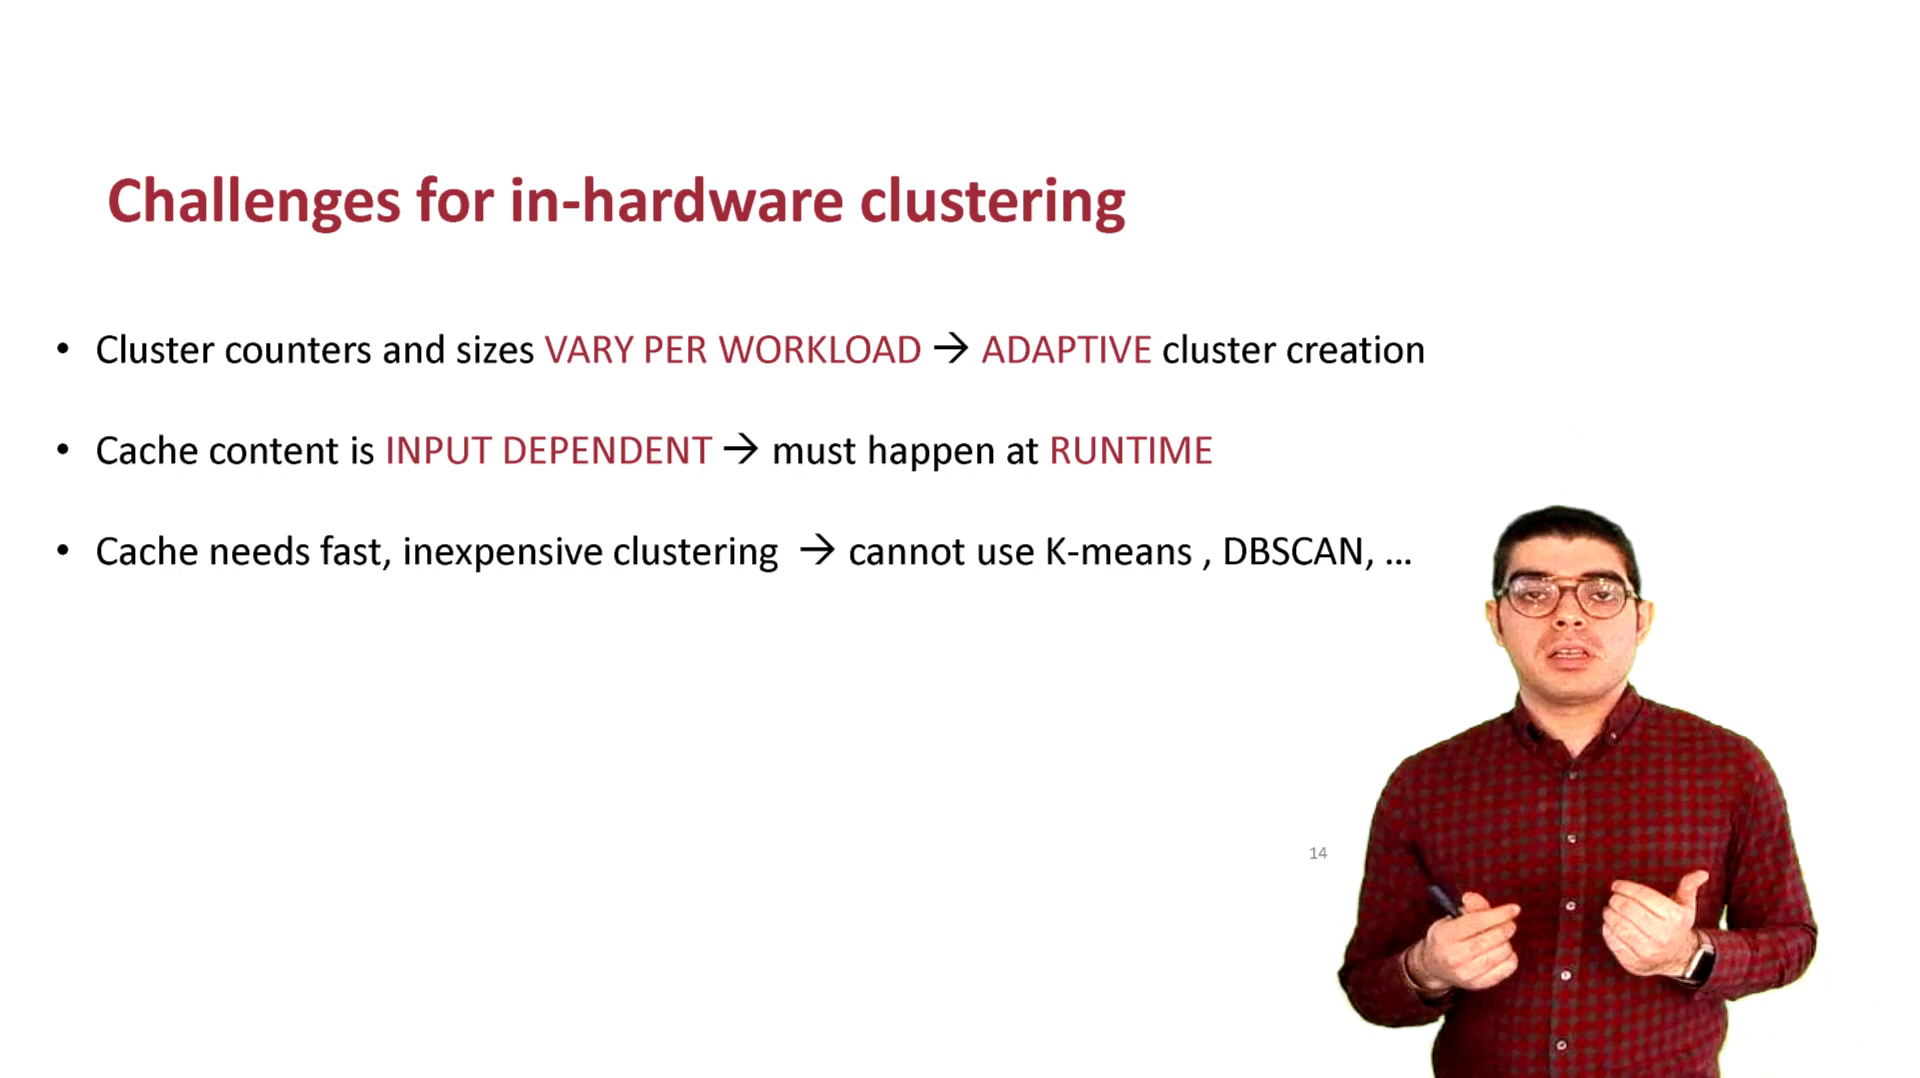 Challenges for in-hardware clustering
• Cluster counters and sizes VARY PER WORKLOAD → ADAPTIVE cluster creation
• Cache content is INPUT DEPENDENT → must happen at RUNTIME
• Cache needs fast, inexpensive clustering → cannot use K-means , DBSCAN, ...
14